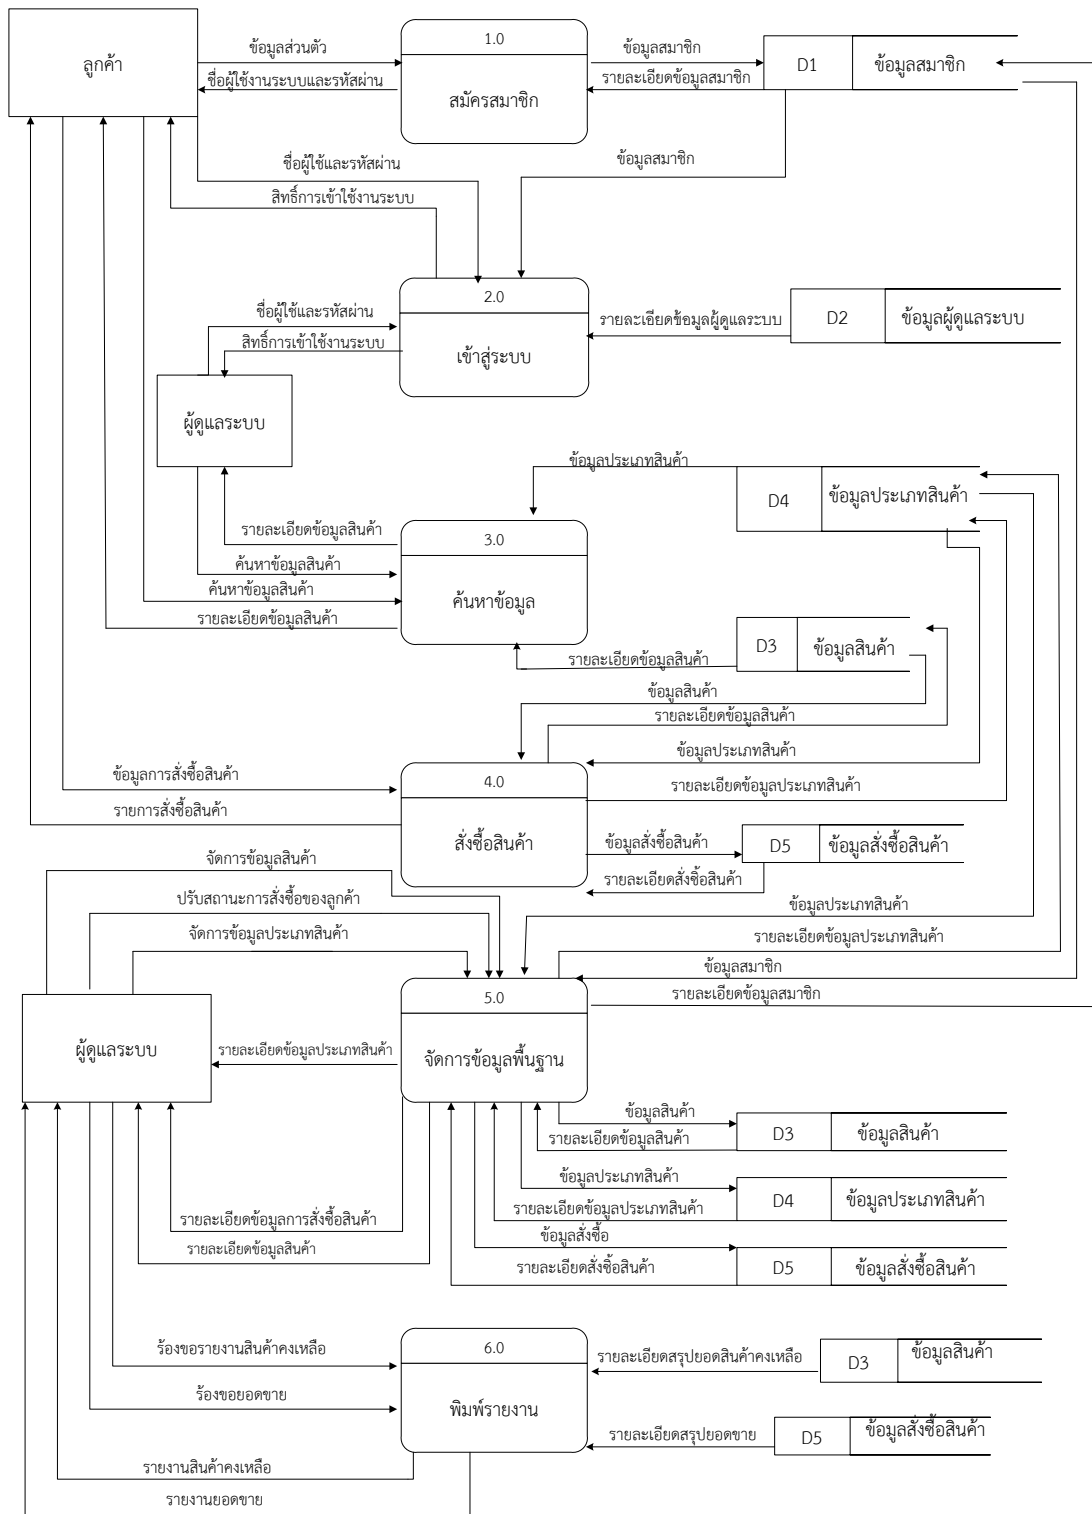 ลูกค้า
ข้อมูลส่วนตัว
ชื่อผู้ใช้งานระบบและรหัสผ่าน
1.0
สมัครสมาชิก
ข้อมูลสมาชิก
รายละเอียดข้อมูลสมาชิก
D1
ข้อมูลสมาชิก
ชื่อผู้ใช้และรหัสผ่าน
สิทธิ์การเข้าใช้งานระบบ
ข้อมูลสมาชิก
ชื่อผู้ใช้และรหัสผ่าน
สิทธิ์การเข้าใช้งานระบบ
2.0
เข้าสู่ระบบ
รายละเอียดข้อมูลผู้ดูแลระบบ
D2
ข้อมูลผู้ดูแลระบบ
ผู้ดูแลระบบ
ข้อมูลประเภทสินค้า
D4
ข้อมูลประเภทสินค้า
รายละเอียดข้อมูลสินค้า
ค้นหาข้อมูลสินค้า
ค้นหาข้อมูลสินค้า
รายละเอียดข้อมูลสินค้า
3.0
ค้นหาข้อมูล
รายละเอียดข้อมูลสินค้า
D3
ข้อมูลสินค้า
ข้อมูลสินค้า
รายละเอียดข้อมูลสินค้า
ข้อมูลประเภทสินค้า
รายละเอียดข้อมูลประเภทสินค้า
ข้อมูลการสั่งซื้อสินค้า
รายการสั่งซื้อสินค้า
4.0
สั่งซื้อสินค้า
ข้อมูลสั่งซื้อสินค้า
รายละเอียดสั่งซื้อสินค้า
D5
ข้อมูลสั่งซื้อสินค้า
จัดการข้อมูลสินค้า
ปรับสถานะการสั่งซื้อของลูกค้า
จัดการข้อมูลประเภทสินค้า
ข้อมูลประเภทสินค้า
รายละเอียดข้อมูลประเภทสินค้า
ข้อมูลสมาชิก
รายละเอียดข้อมูลสมาชิก
ผู้ดูแลระบบ
รายละเอียดข้อมูลประเภทสินค้า
5.0
จัดการข้อมูลพื้นฐาน
ข้อมูลสินค้า
รายละเอียดข้อมูลสินค้า
D3
ข้อมูลสินค้า
ข้อมูลประเภทสินค้า
รายละเอียดข้อมูลประเภทสินค้า
D4
ข้อมูลประเภทสินค้า
รายละเอียดข้อมูลการสั่งซื้อสินค้า
รายละเอียดข้อมูลสินค้า
ข้อมูลสั่งซื้อ
รายละเอียดสั่งซื้อสินค้า
D5
ข้อมูลสั่งซื้อสินค้า
ร้องขอรายงานสินค้าคงเหลือ
ร้องขอยอดขาย
6.0
พิมพ์รายงาน
รายละเอียดสรุปยอดสินค้าคงเหลือ
D3
ข้อมูลสินค้า
รายละเอียดสรุปยอดขาย
D5
ข้อมูลสั่งซื้อสินค้า
รายงานสินค้าคงเหลือ
รายงานยอดขาย